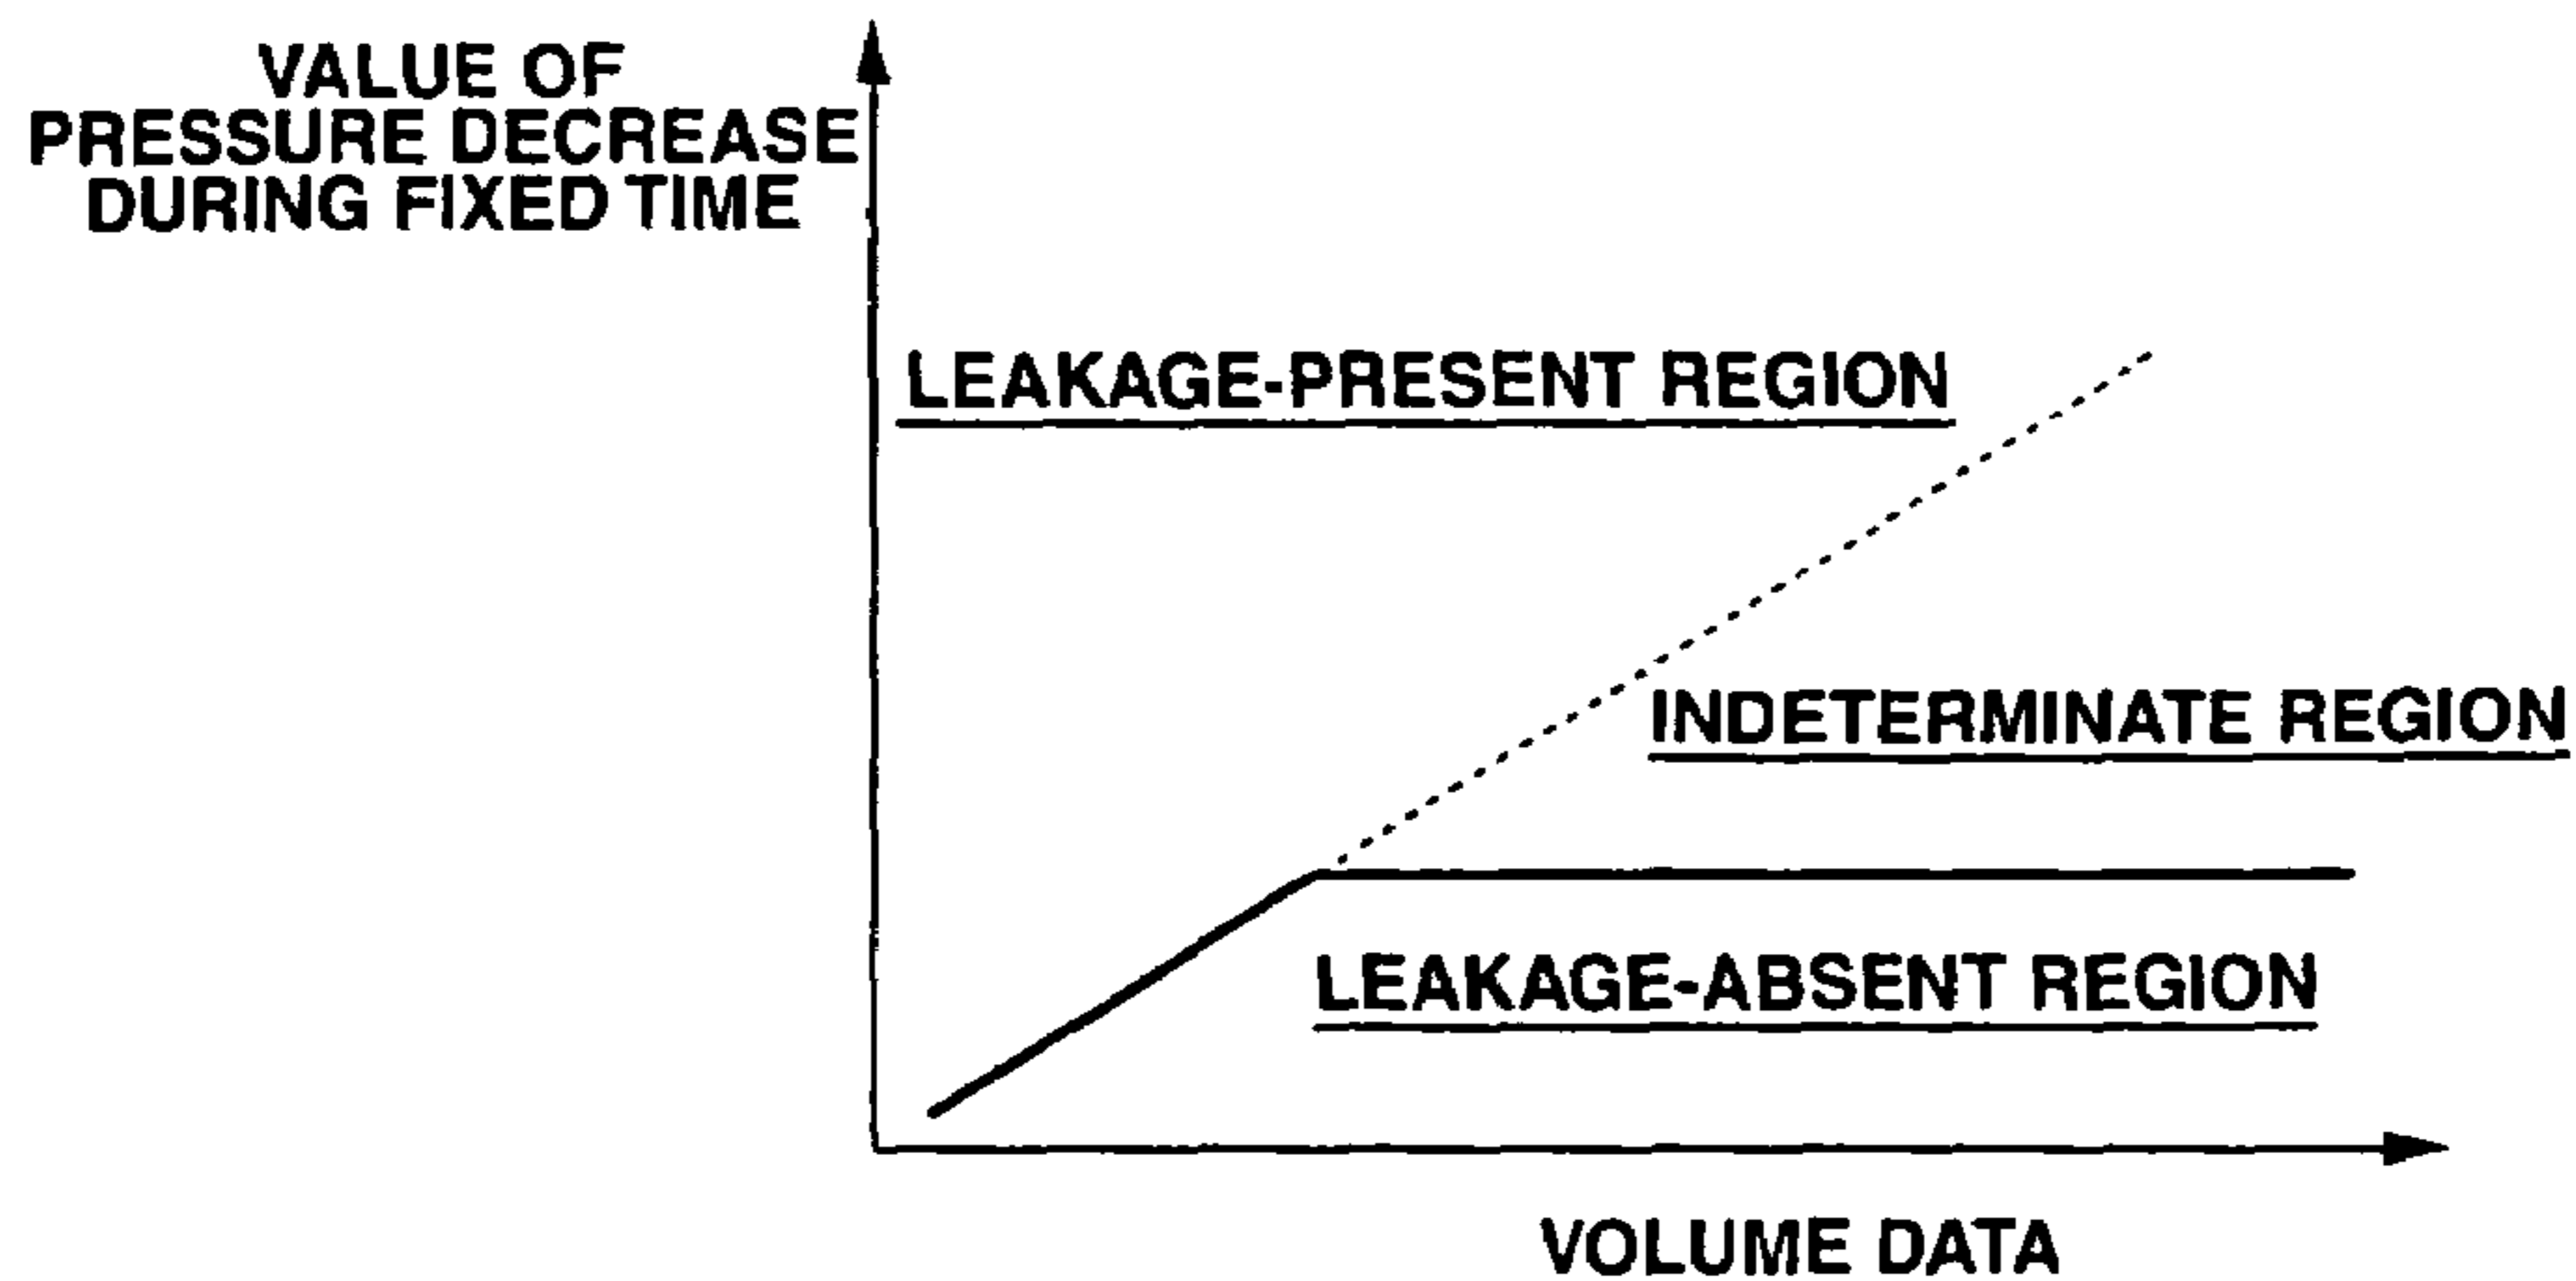 VALUE OF
PRESSURE DECREASE
DURING FIXED TIME
LEAKAGE-PRESENT REGION
INDETERMINATE REGION
LEAKAGE-ABSENT REGION
VOLUME DATA